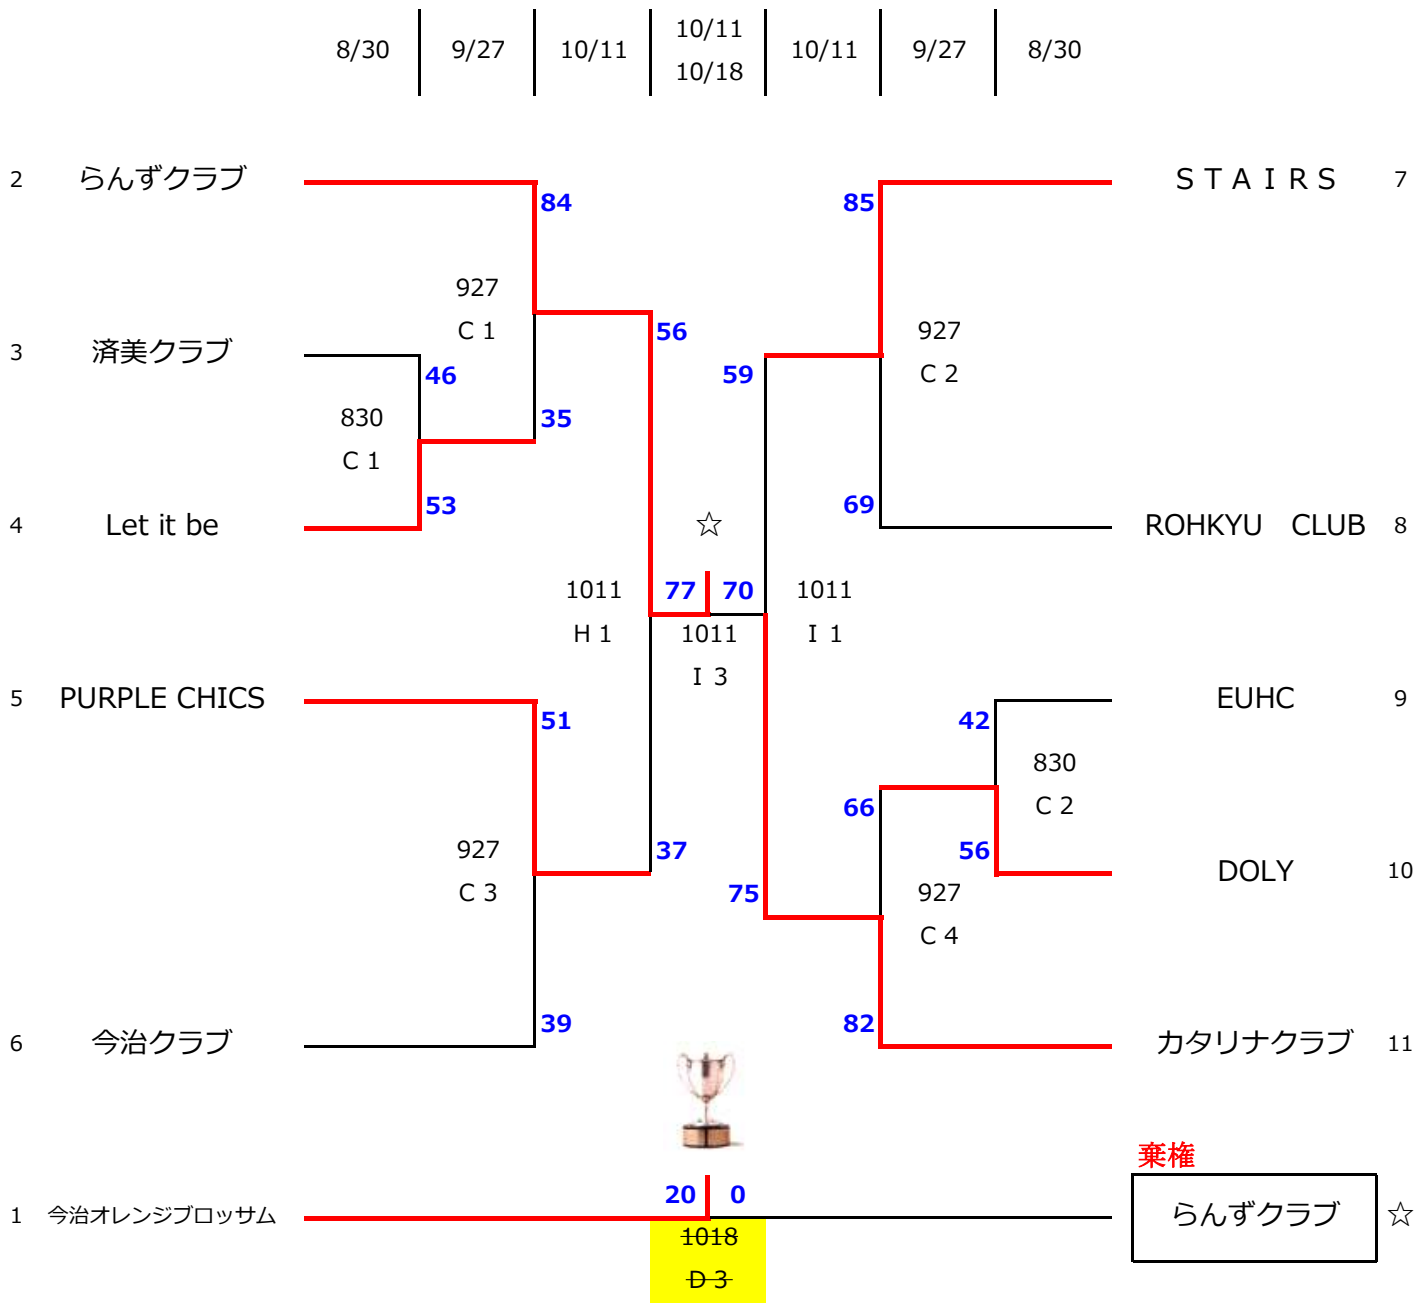 8/30 9/27 10/11 10/11 10/11 9/27 8/30
10/18
2 らんずクラブ 84 85 ＳＴＡＩＲＳ 7
927
C 1 56 927
3 済美クラブ 46 59 C 2
830 35
C 1
4 Let it be 53 ☆ 69 ROHKYU　CLUB 8
1011 77 70 1011
H 1 1011 I 1
I 3
5 PURPLE CHICS 51 42 EUHC 9
830
66 C 2
927 37 56 DOLY 10
C 3 75 927
C 4
6 今治クラブ 39 82 カタリナクラブ 11
棄権
1 今治オレンジブロッサム 20 0 らんずクラブ ☆
1018
D 3